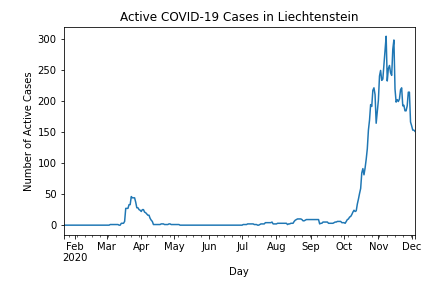 Active COVID-19 Cases in Liechtenstein
Number of Active Cases
300
250
200
150
100
50
0
Feb Mar Apr May Jun Jul Aug Sep Oct Nov Dec
2020
Day